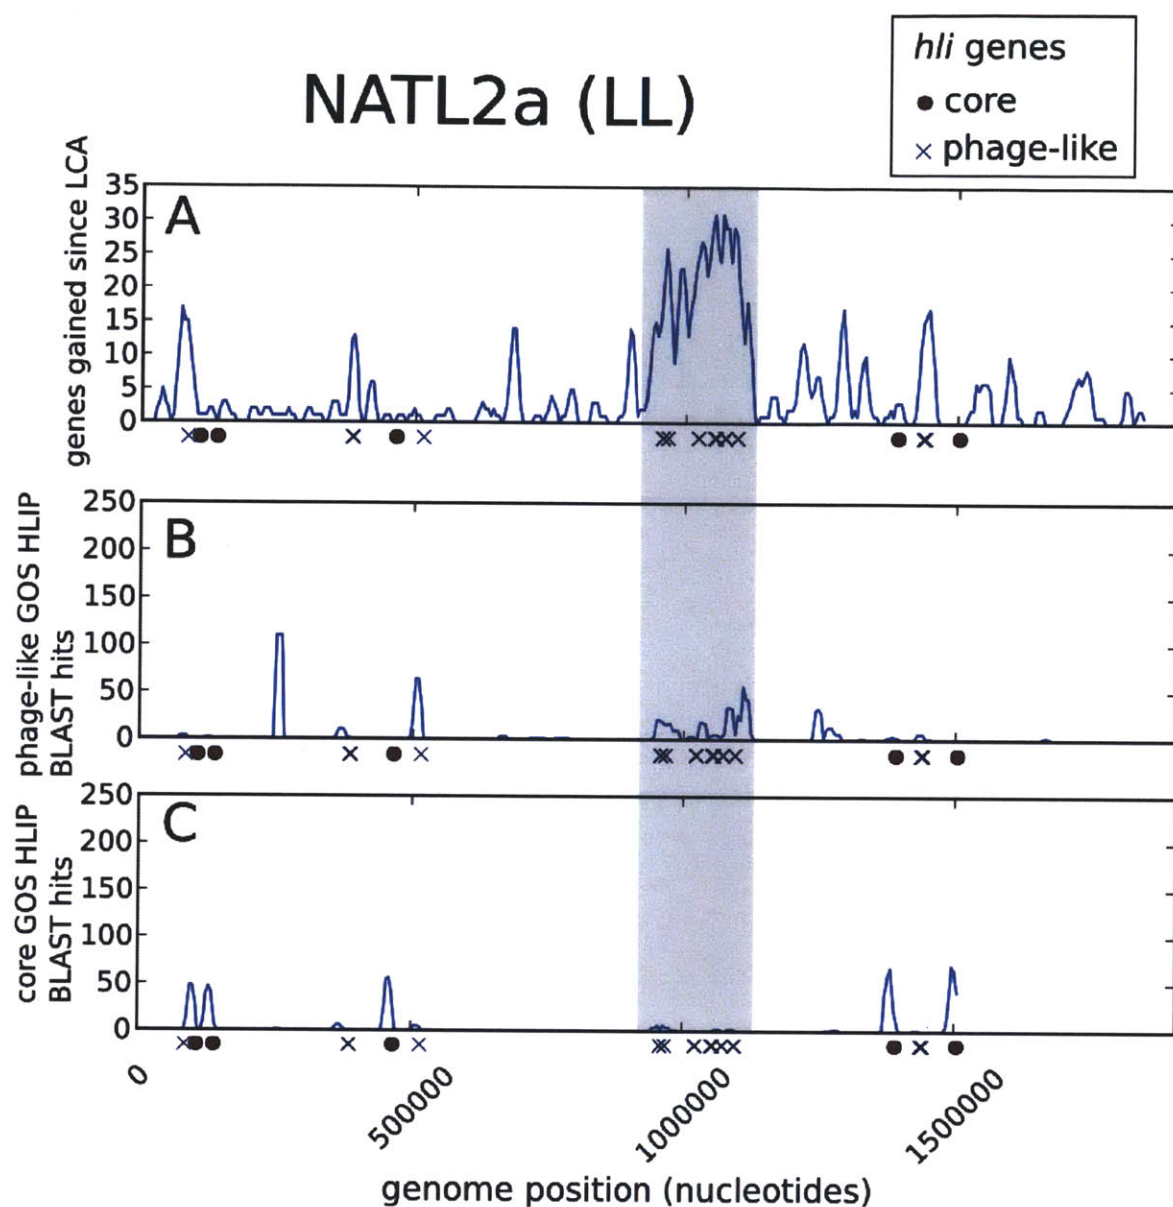 hli genes
core
phage-like
NATL2a (LL)
genes gained since LCA
35
30
25
20
15
10
5
0
A
phage-like GOS HLIP
BLAST hits
250
200
150
100
50
0
B
core GOS HLIP
BLAST hits
250
200
150
100
50
0
C
0
500000
1000000
1500000
genome position (nucleotides)